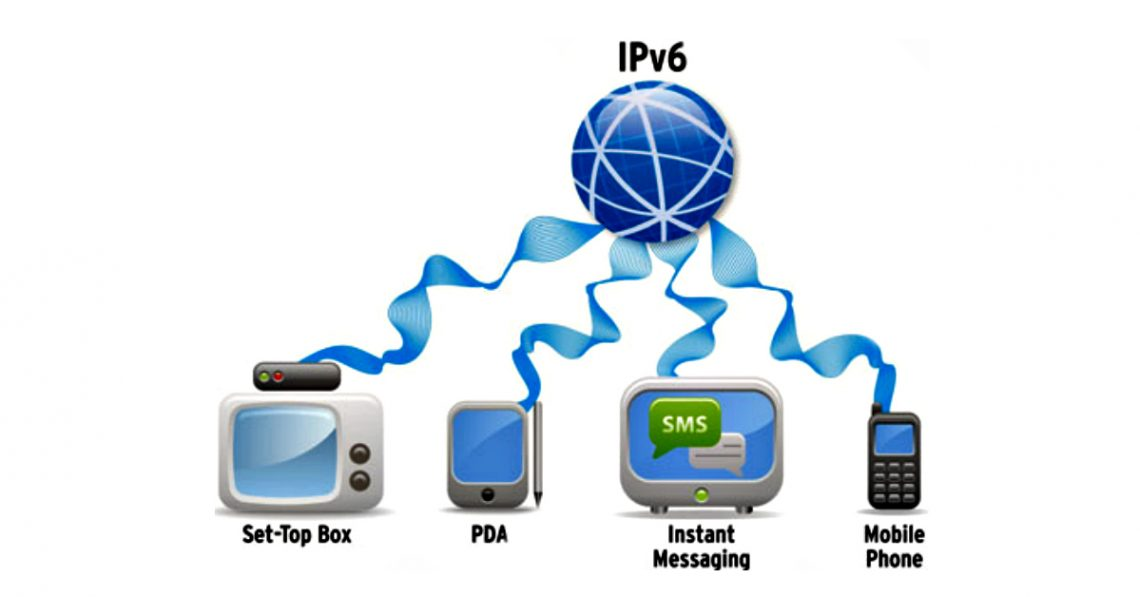 IPv6
SMS
Set-Top Box
PDA
Instant
Messaging
Mobile
Phone